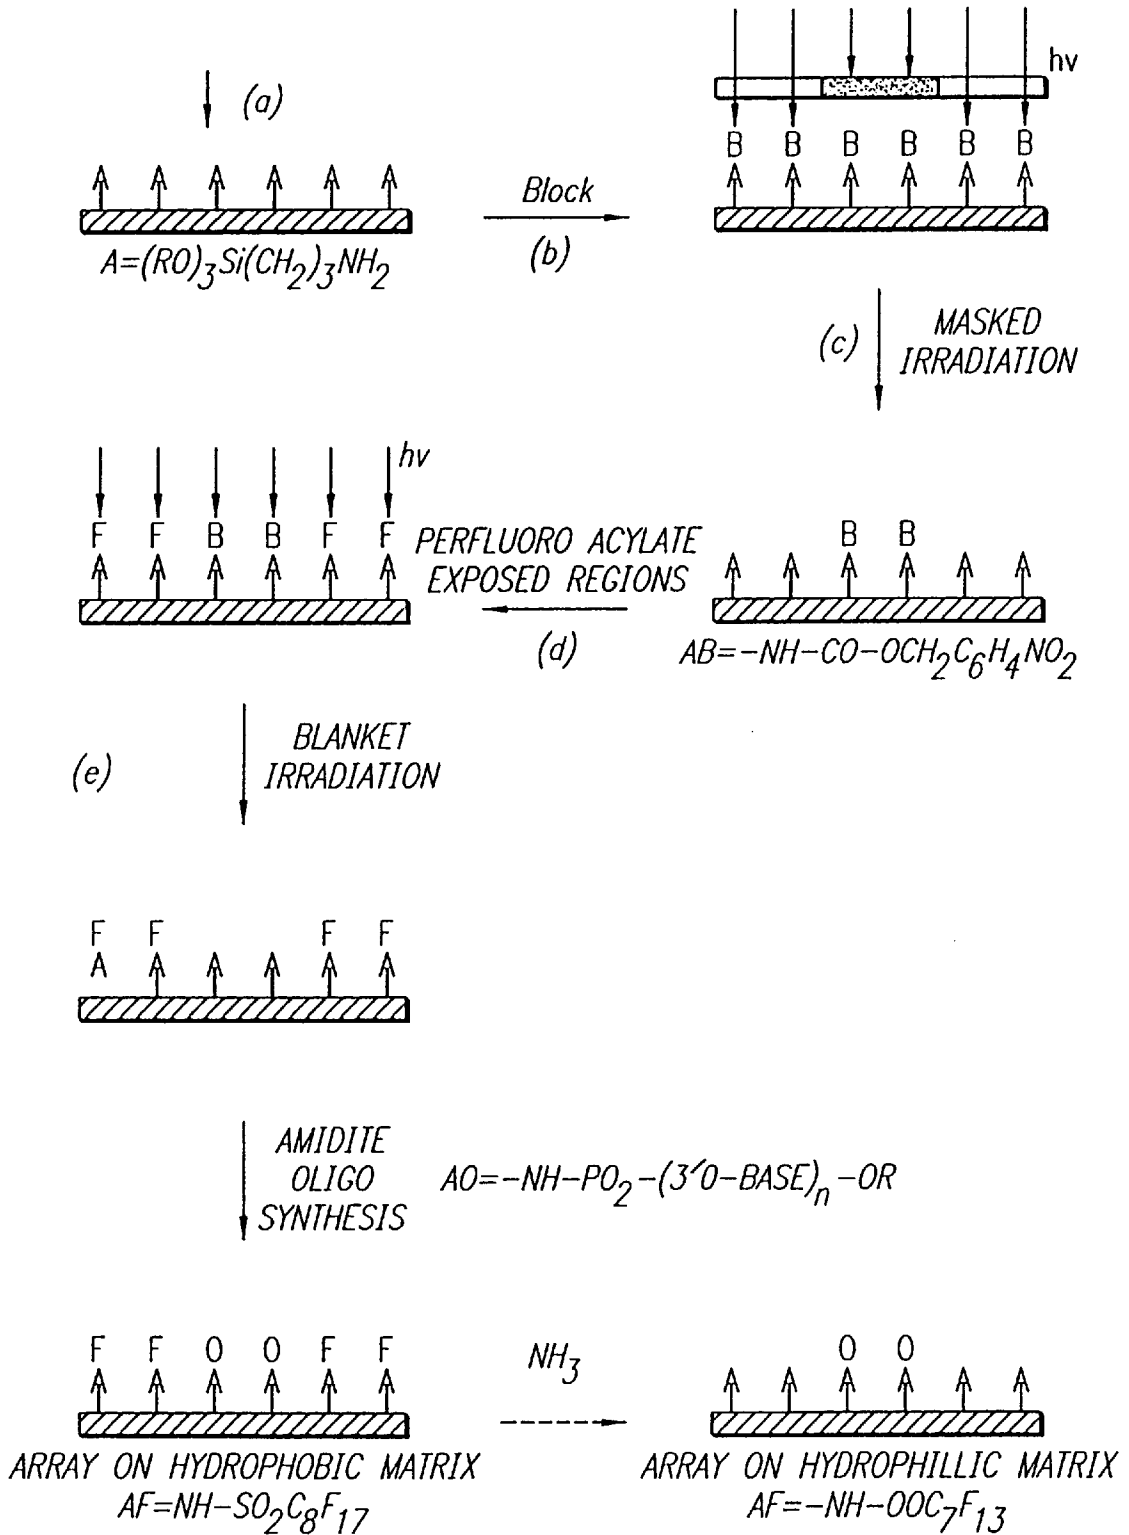 (a)
A A A A A A
A=(RO)₃Si(CH₂)₃NH₂
Block
(b)
hν
B B B B B B
A A A A A A
(c)
MASKED
IRRADIATION
B B
A A A A A A
AB=-NH-CO-OCH₂C₆H₄NO₂
PERFLUORO ACYLATE
EXPOSED REGIONS
(d)
hν
F F B B F F
A A A A A A
(e)
BLANKET
IRRADIATION
F F F F
A A A A A A
AMIDITE
OLIGO
SYNTHESIS
AO=-NH-PO₂-(3′O-BASE)ₙ-OR
F F O O F F
A A A A A A
ARRAY ON HYDROPHOBIC MATRIX
AF=NH-SO₂C₈F₁₇
NH₃
O O
A A A A A A
ARRAY ON HYDROPHILLIC MATRIX
AF=-NH-OOC₇F₁₃